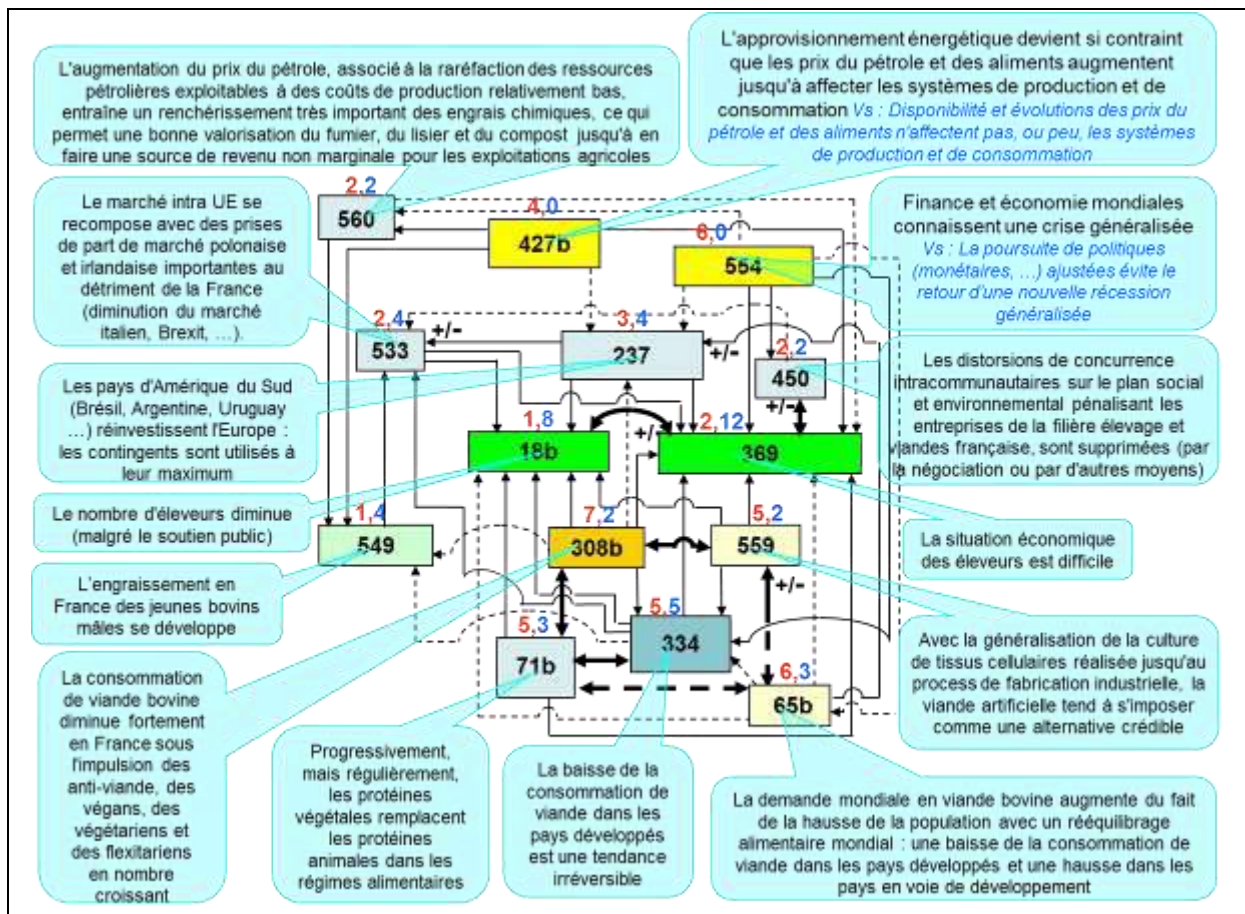 L'augmentation du prix du pétrole, associé à la raréfaction des ressources
pétrolières exploitables à des coûts de production relativement bas,
entraîne un renchérissement très important des engrais chimiques, ce qui
permet une bonne valorisation du fumier, du lisier et du compost jusqu'à en
faire une source de revenu non marginale pour les exploitations agricoles
L'approvisionnement énergétique devient si contraint
que les prix du pétrole et des aliments augmentent
jusqu'à affecter les systèmes de production et de
consommation Vs : Disponibilité et évolutions des prix du
pétrole et des aliments n'affectent pas, ou peu, les systèmes
de production et de consommation
Le marché intra UE se
recompose avec des prises
de part de marché polonaise
et irlandaise importantes au
détriment de la France
(diminution du marché
italien, Brexit, …).
2,2
560
4,0
427b
6,0
554
Finance et économie mondiales
connaissent une crise généralisée
Vs : La poursuite de politiques
(monétaires, …) ajustées évite le
retour d'une nouvelle récession
généralisée
2,4
533
+/-
3,4
237
+/-
2,2
450
+/-
Les pays d'Amérique du Sud
(Brésil, Argentine, Uruguay
…) réinvestissent l'Europe :
les contingents sont utilisés à
leur maximum
Les distorsions de concurrence
intracommunautaires sur le plan social
et environnemental pénalisant les
entreprises de la filière élevage et
viandes française, sont supprimées (par
la négociation ou par d'autres moyens)
1,8
18b
+/-
2,12
369
Le nombre d'éleveurs diminue
(malgré le soutien public)
1,4
549
7,2
308b
5,2
559
+/-
La situation économique
des éleveurs est difficile
L'engraissement en
France des jeunes bovins
mâles se développe
5,3
71b
5,5
334
6,3
65b
Avec la généralisation de la culture
de tissus cellulaires réalisée jusqu'au
process de fabrication industrielle, la
viande artificielle tend à s'imposer
comme une alternative crédible
La consommation
de viande bovine
diminue fortement
en France sous
l'impulsion des
anti-viande, des
végans, des
végétariens et
des flexitariens
en nombre
croissant
Progressivement,
mais régulièrement,
les protéines
végétales remplacent
les protéines
animales dans les
régimes alimentaires
La baisse de la
consommation de
viande dans les
pays développés
est une tendance
irréversible
La demande mondiale en viande bovine augmente du fait
de la hausse de la population avec un rééquilibrage
alimentaire mondial : une baisse de la consommation de
viande dans les pays développés et une hausse dans les
pays en voie de développement